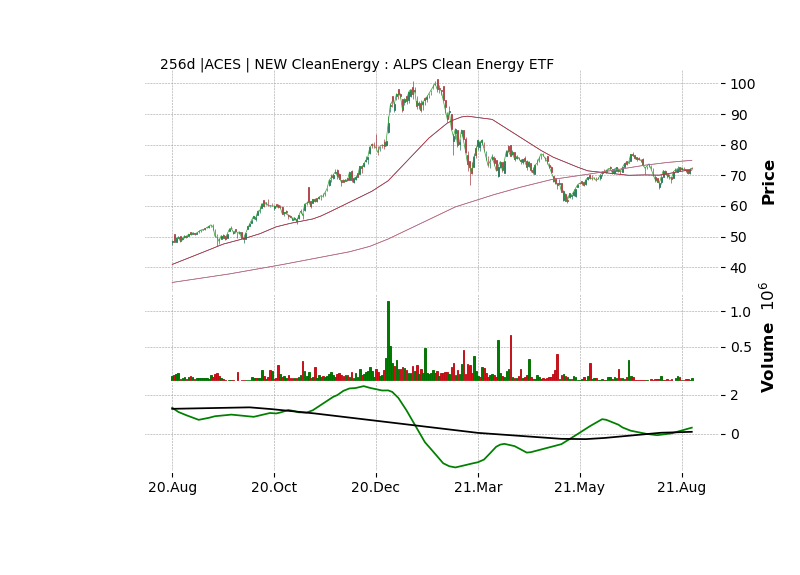 256d |ACES | NEW CleanEnergy : ALPS Clean Energy ETF
100
90
80
70
60
50
40
Price
1.0
0.5
Volume 10^6
2
0
20.Aug 20.Oct 20.Dec 21.Mar 21.May 21.Aug